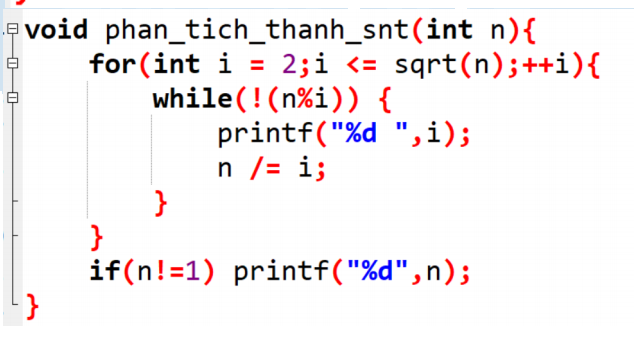 void phan_tich_thanh_snt(int n){
for(int i = 2;i <= sqrt(n);++i){
while(!(n%i)) {
printf("%d ",i);
n /= i;
}
}
if(n!=1) printf("%d",n);
}